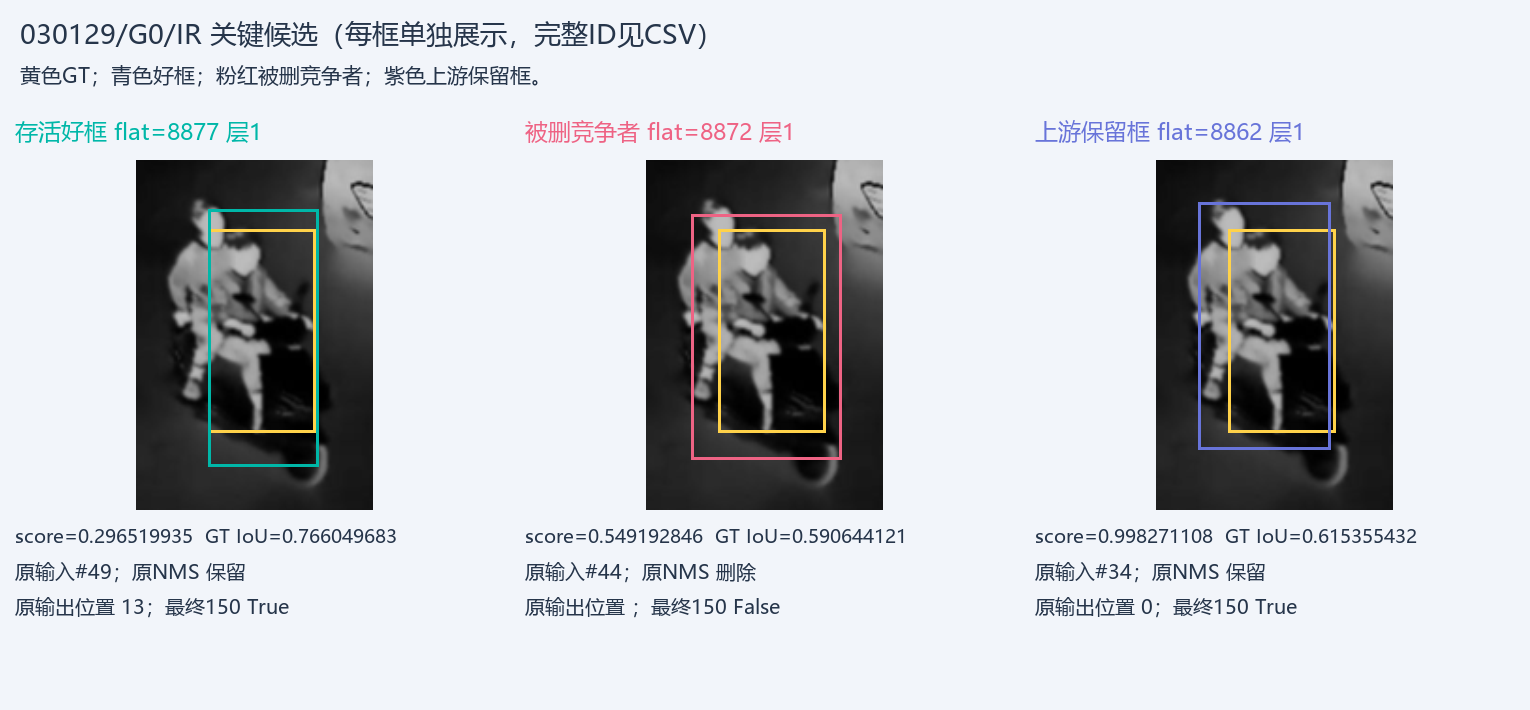 030129/G0/IR 关键候选（每框单独展示，完整ID见CSV）
黄色GT；青色好框；粉红被删竞争者；紫色上游保留框。
存活好框 flat=8877 层1
被删竞争者 flat=8872 层1
上游保留框 flat=8862 层1
score=0.296519935  GT IoU=0.766049683
原输入#49；原NMS 保留
原输出位置 13；最终150 True
score=0.549192846  GT IoU=0.590644121
原输入#44；原NMS 删除
原输出位置 ；最终150 False
score=0.998271108  GT IoU=0.615355432
原输入#34；原NMS 保留
原输出位置 0；最终150 True